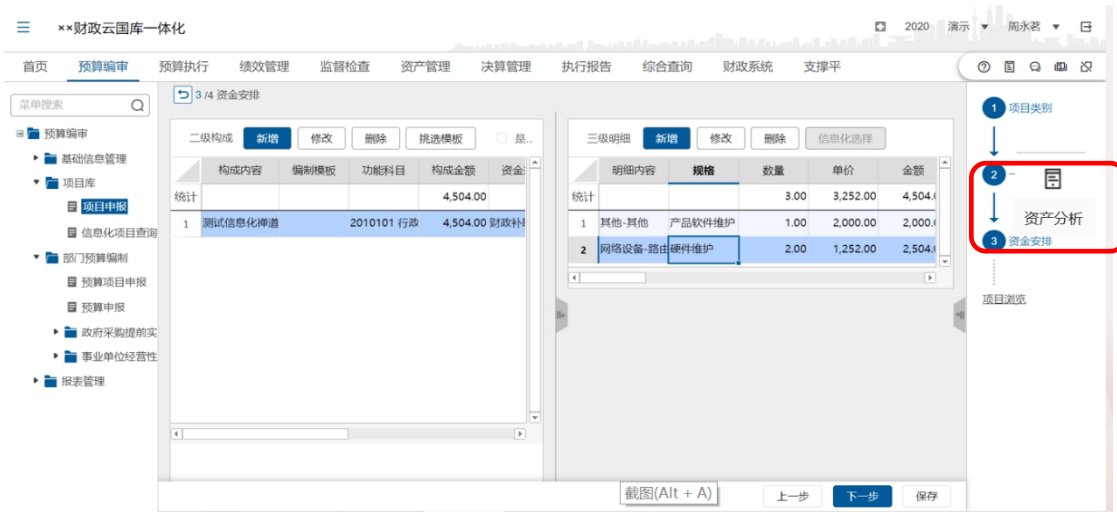 ××财政云国库一体化
2020 演示 周永茗
首页 预算编审 预算执行 绩效管理 监督检查 资产管理 决算管理 执行报告 综合查询 财政系统 支撑平
菜单搜索
预算编审
基础信息管理
项目库
项目申报
信息化项目查询
部门预算编制
预算项目申报
预算申报
政府采购提前实
事业单位经营性
报表管理
3 /4 资金安排
二级构成 新增 修改 删除 挑选模板 是..
构成内容 编制模板 功能科目 构成金额 资金
统计 4,504.00
1 测试信息化禅道 2010101 行政 4,504.00 财政补
三级明细 新增 修改 删除 信息化选择
明细内容 规格 数量 单价 金额
统计 3.00 3,252.00 4,504.
1 其他-其他 产品软件维护 1.00 2,000.00 2,000.
2 网络设备-路由 硬件维护 2.00 1,252.00 2,504.
1 项目类别
2 --
资产分析
3 资金安排
项目浏览
截图(Alt + A)
上一步 下一步 保存